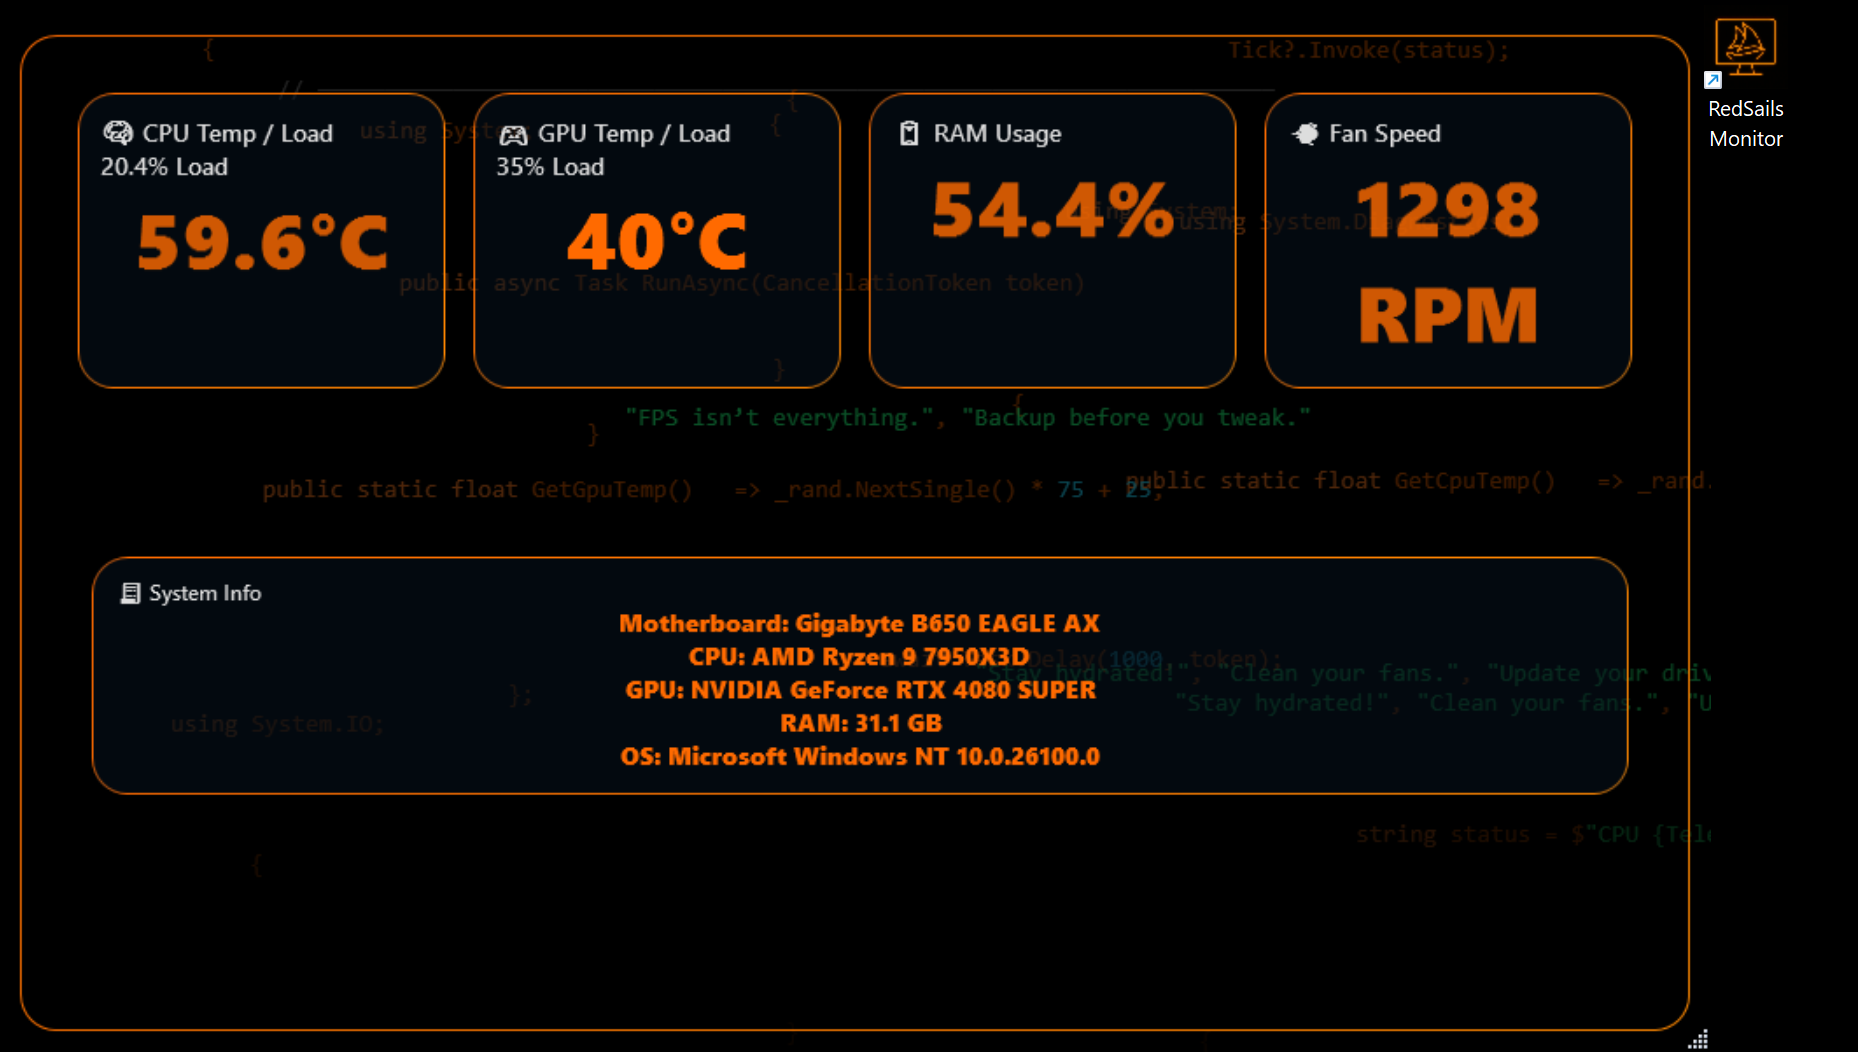 {
Tick?.Invoke(status);
//
RedSails
Monitor
{
CPU Temp / Load
20.4% Load
59.6°C
using System;
GPU Temp / Load
35% Load
40°C
{
RAM Usage
54.4%
using System;
Fan Speed
1298
RPM
using System.
public async Task RunAsync(CancellationToken token)
}
{
"FPS isn’t everything.", "Backup before you tweak."
}
public static float GetGpuTemp() => _rand.NextSingle() * 75 + 25;
public static float GetCpuTemp() => _rand.
System Info
Motherboard: Gigabyte B650 EAGLE AX
CPU: AMD Ryzen 9 7950X3D
Delay(1000, token);
"Stay hydrated!", "Clean your fans.", "Update your driv
GPU: NVIDIA GeForce RTX 4080 SUPER
};
"Stay hydrated!", "Clean your fans.", "U
RAM: 31.1 GB
using System.IO;
OS: Microsoft Windows NT 10.0.26100.0
string status = $"CPU {Tele
{